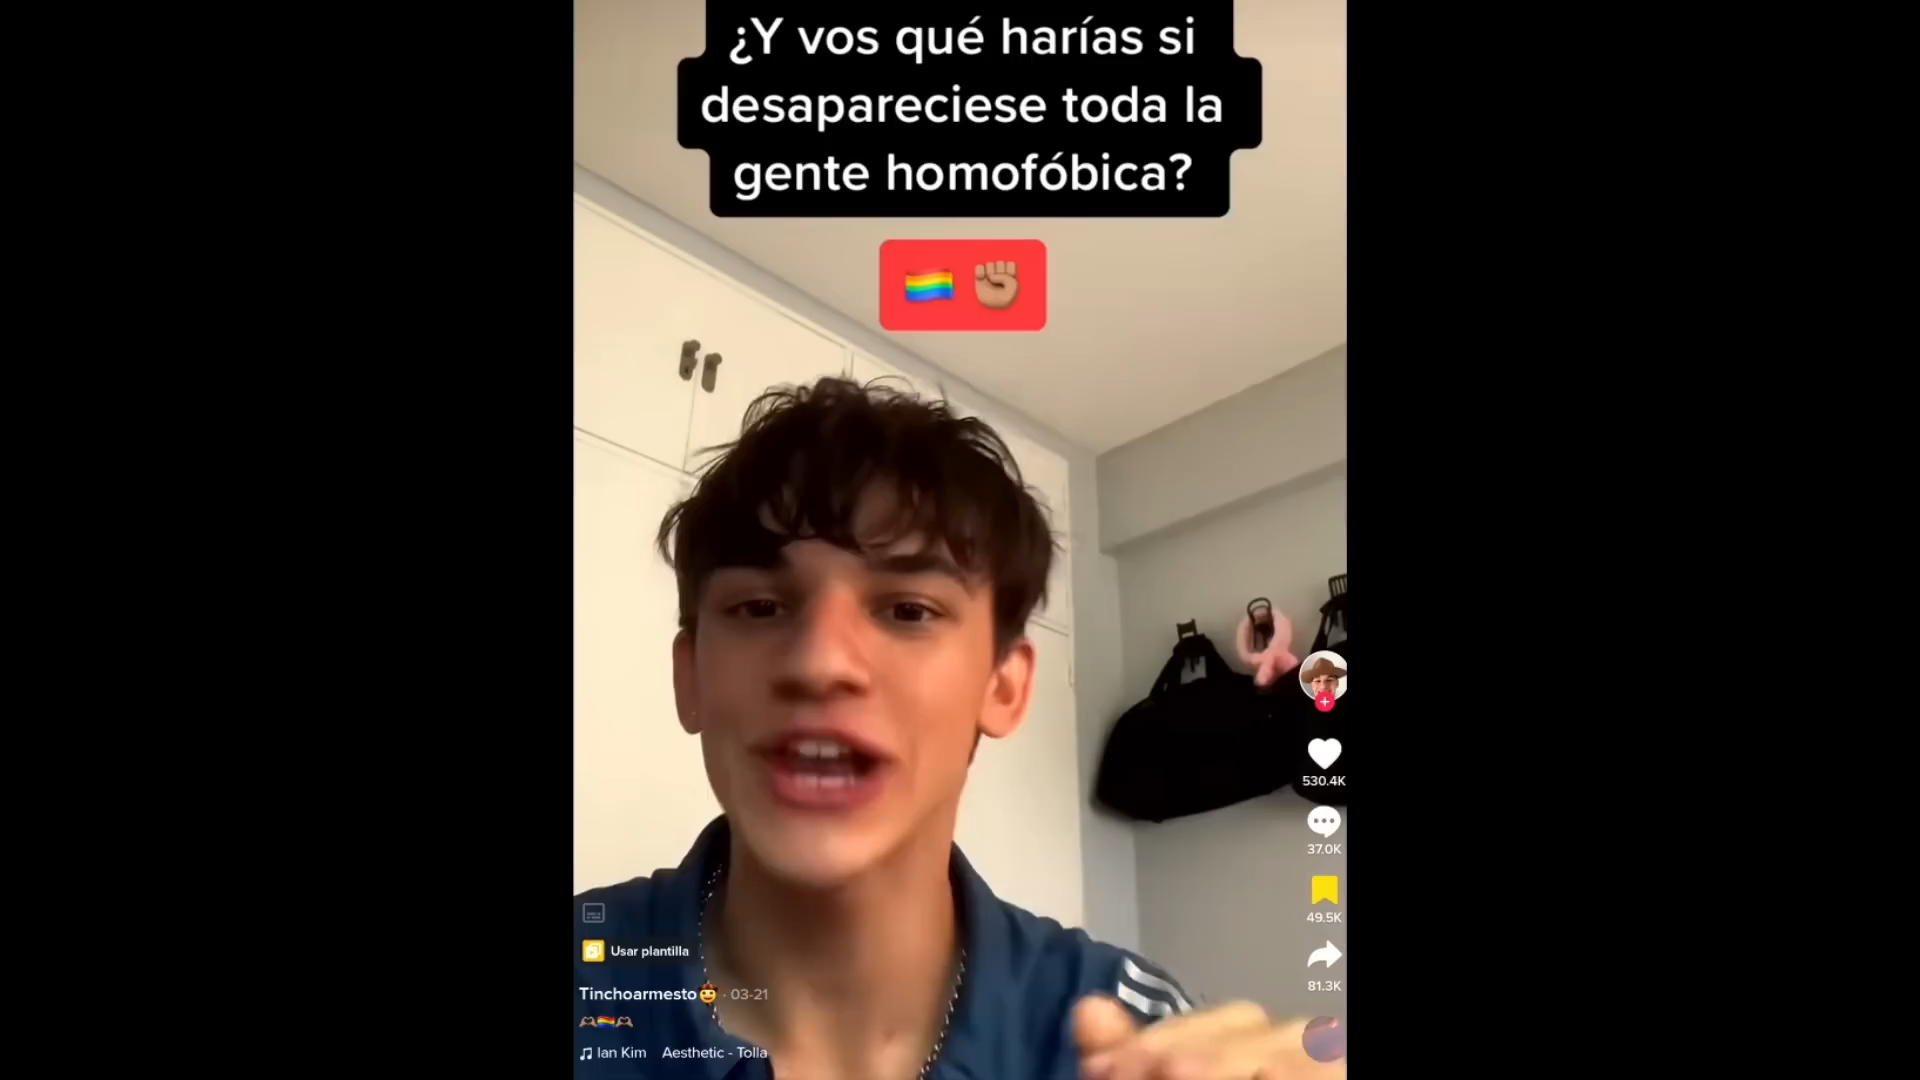 ¿Y vos qué harías si
desapareciese toda la
gente homofóbica?
530.4K
37.0K
49.5K
81.3K
Usar plantilla
Tinchoarmesto🤠 · 03-21
Ian Kim Aesthetic - Tolla